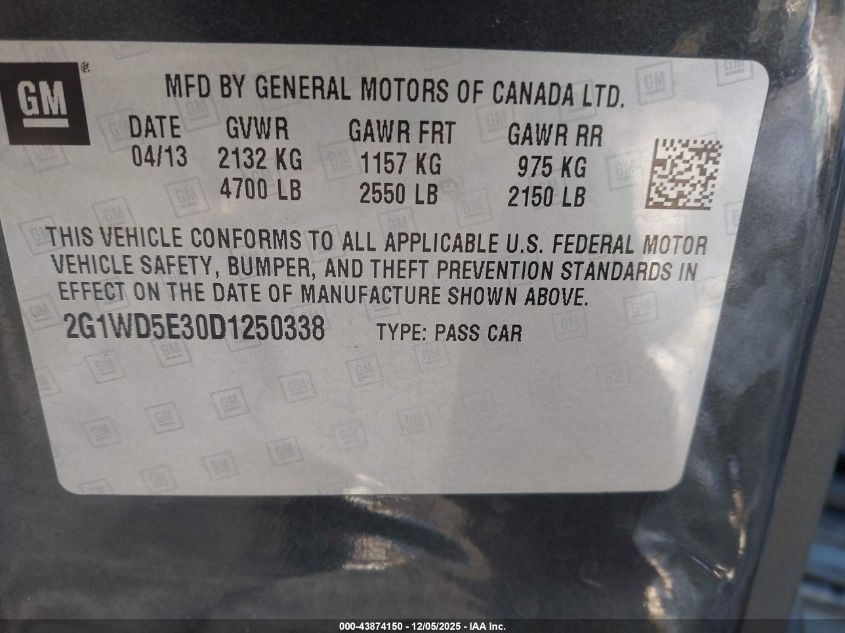 GM®
MFD BY GENERAL MOTORS OF CANADA LTD.
DATE GVWR GAWR FRT GAWR RR
04/13 2132 KG 1157 KG 975 KG
4700 LB 2550 LB 2150 LB
THIS VEHICLE CONFORMS TO ALL APPLICABLE U.S. FEDERAL MOTOR
VEHICLE SAFETY, BUMPER, AND THEFT PREVENTION STANDARDS IN
EFFECT ON THE DATE OF MANUFACTURE SHOWN ABOVE.
2G1WD5E30D1250338 TYPE: PASS CAR
000-43874150 - 12/05/2025 - IAA Inc.